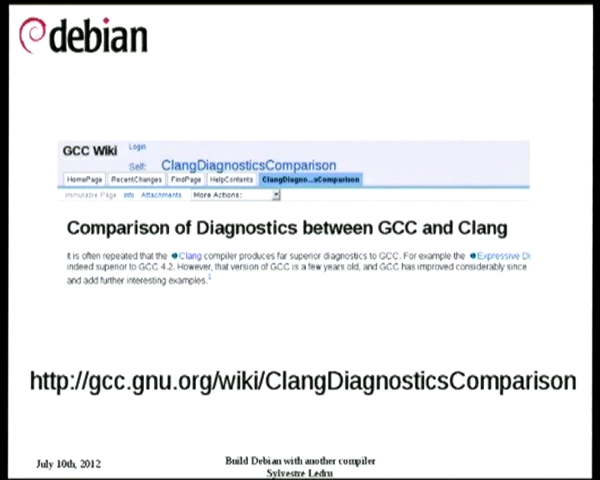 debian
GCC Wiki
Login
Self: ClangDiagnosticsComparison
HomePage RecentChanges FindPage HelpContents ClangDiagno...sComparison
Immutable Page Info Attachments More Actions:
Comparison of Diagnostics between GCC and Clang
It is often repeated that the Clang compiler produces far superior diagnostics to GCC. For example the Expressive Di
indeed superior to GCC 4.2. However, that version of GCC is a few years old, and GCC has improved considerably since
and add further interesting examples.1
http://gcc.gnu.org/wiki/ClangDiagnosticsComparison
July 10th, 2012
Build Debian with another compiler
Sylvestre Ledru